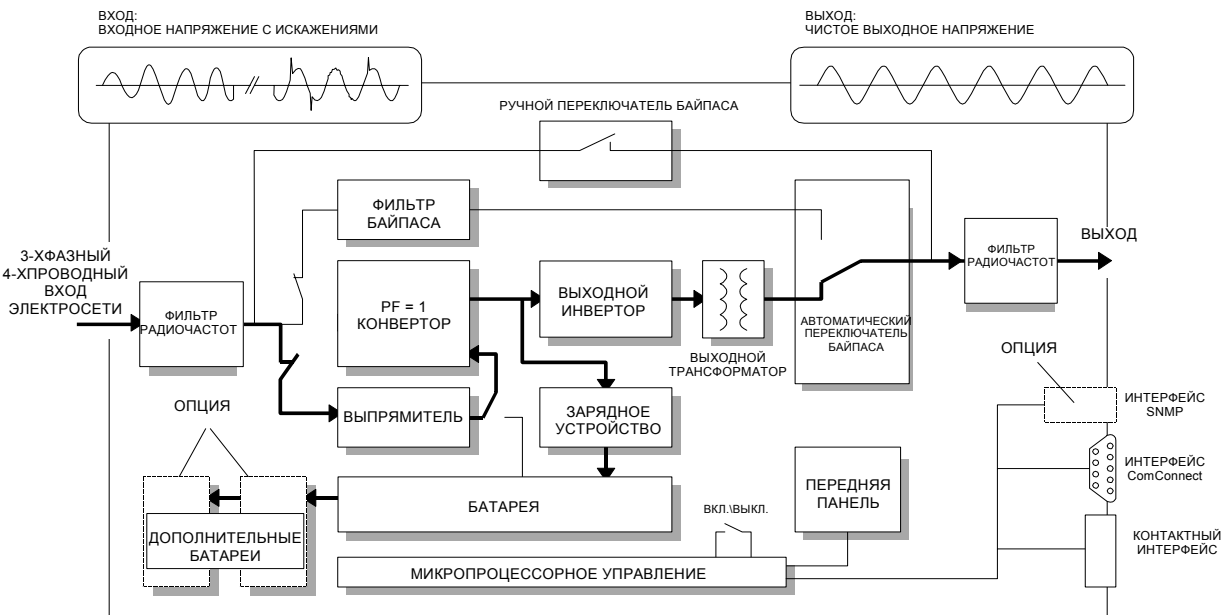 ВХОД:
ВХОДНОЕ НАПРЯЖЕНИЕ С ИСКАЖЕНИЯМИ
ВЫХОД:
ЧИСТОЕ ВЫХОДНОЕ НАПРЯЖЕНИЕ
РУЧНОЙ ПЕРЕКЛЮЧАТЕЛЬ БАЙПАСА
ФИЛЬТР
БАЙПАСА
3-ХФАЗНЫЙ
4-ХПРОВОДНЫЙ
ВХОД
ЭЛЕКТРОСЕТИ
ФИЛЬТР
РАДИОЧАСТОТ
PF = 1
КОНВЕРТОР
ВЫХОДНОЙ
ИНВЕРТОР
ВЫХОДНОЙ
ТРАНСФОРМАТОР
АВТОМАТИЧЕСКИЙ
ПЕРЕКЛЮЧАТЕЛЬ
БАЙПАСА
ФИЛЬТР
РАДИОЧАСТОТ
ВЫХОД
ОПЦИЯ
ВЫПРЯМИТЕЛЬ
ЗАРЯДНОЕ
УСТРОЙСТВО
ОПЦИЯ
ИНТЕРФЕЙС
SNMP
ИНТЕРФЕЙС
ComConnect
КОНТАКТНЫЙ
ИНТЕРФЕЙС
ДОПОЛНИТЕЛЬНЫЕ
БАТАРЕИ
БАТАРЕЯ
ВКЛ.\ВЫКЛ.
ПЕРЕДНЯЯ
ПАНЕЛЬ
МИКРОПРОЦЕССОРНОЕ УПРАВЛЕНИЕ